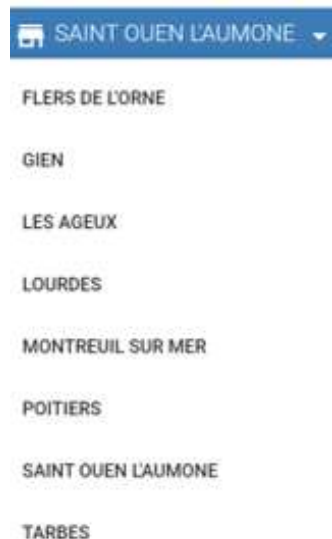 SAINT OUEN L'AUMONE
FLERS DE L'ORNE
GIEN
LES AGEUX
LOURDES
MONTREUIL SUR MER
POITIERS
SAINT OUEN L'AUMONE
TARBES